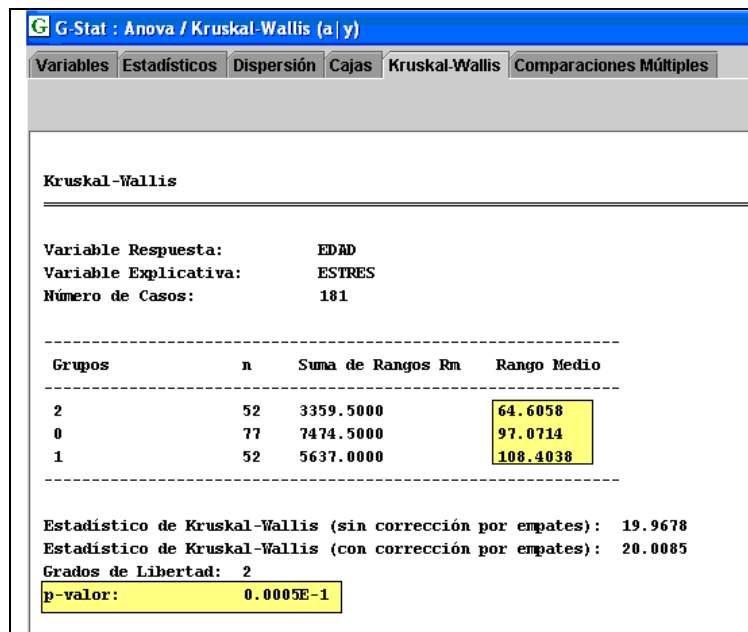 G G-Stat : Anova / Kruskal-Wallis (a|y)
Variables Estadísticos Dispersión Cajas Kruskal-Wallis Comparaciones Múltiples
Kruskal-Wallis
Variable Respuesta: EDAD
Variable Explicativa: ESTRES
Número de Casos: 181
Grupos n Suma de Rangos Rm Rango Medio
2 52 3359.5000 64.6058
0 77 7474.5000 97.0714
1 52 5637.0000 108.4038
Estadístico de Kruskal-Wallis (sin corrección por empates): 19.9678
Estadístico de Kruskal-Wallis (con corrección por empates): 20.0085
Grados de Libertad: 2
p-valor: 0.0005E-1